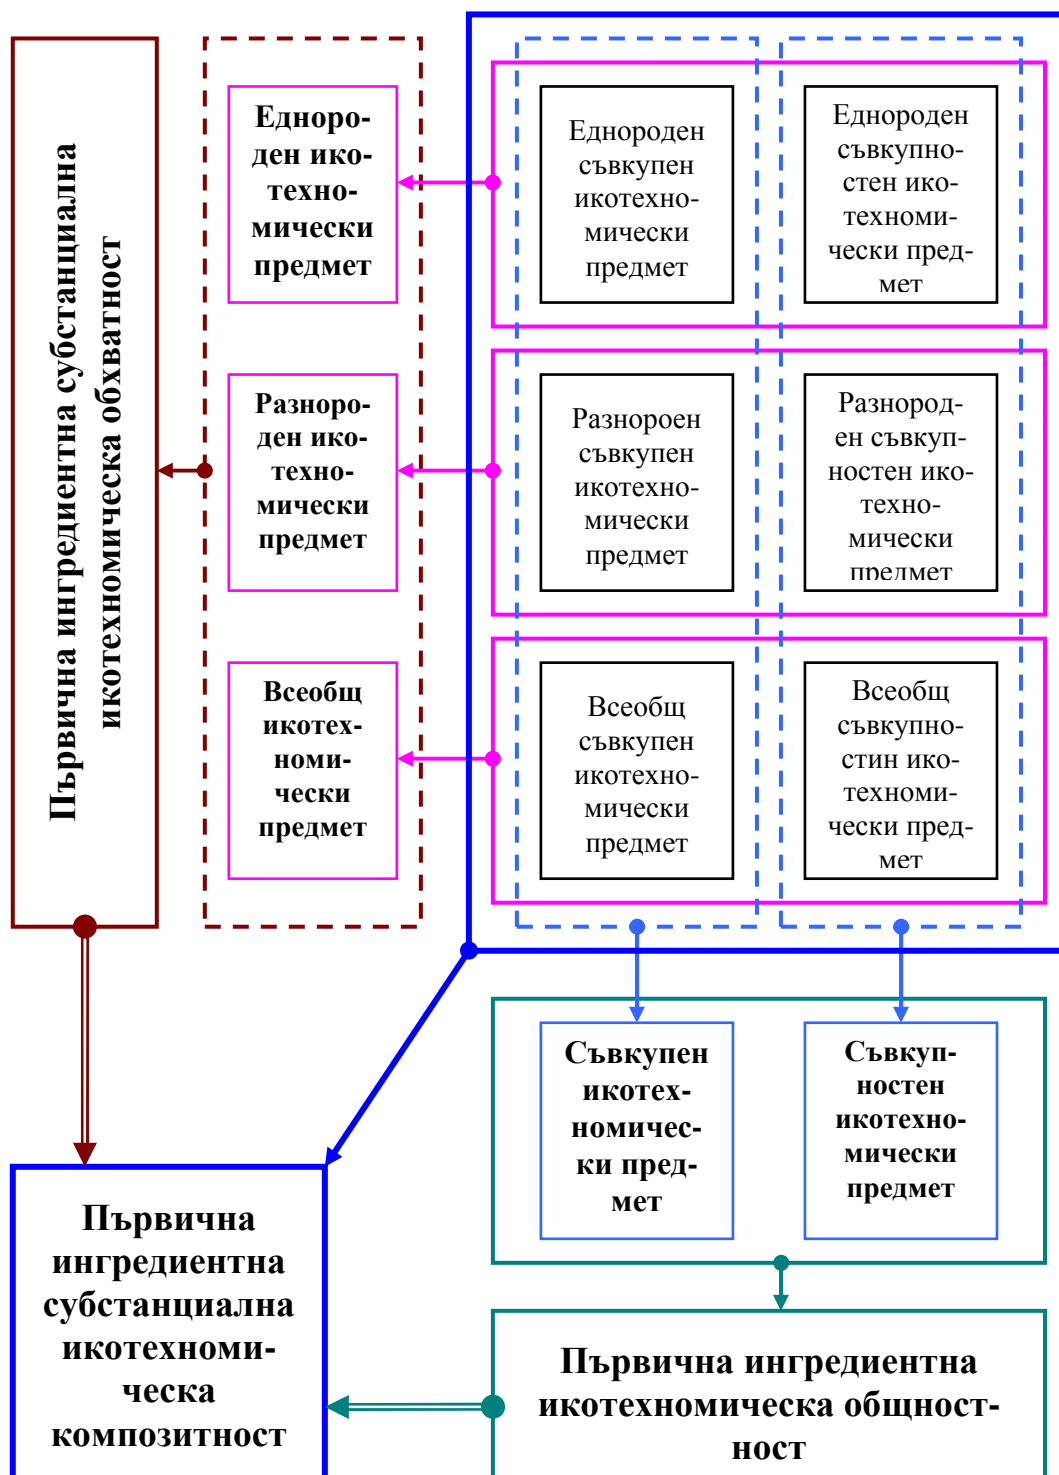 Първична ингредиентна субстанциална
икотехномическа обхватност
Единоро-
ден ико-
техно-
мически
предмет
Еднороден
съвкупен
икотехно-
мически
предмет
Еднороден
съвкупно-
стен ико-
техноми-
чески пред-
мет
Разноро-
ден ико-
техно-
мически
предмет
Разнороен
съвкупен
икотехно-
мически
предмет
Разнород-
ен съвкуп-
ностен ико-
техно-
мически
предмет
Всеобщ
икотех-
номи-
чески
предмет
Всеобщ
съвкупен
икотехно-
мически
предмет
Всеобщ
съвкупно-
стин ико-
техноми-
чески пред-
мет
Съвкупен
икотех-
номичес-
ки пред-
мет
Съвкуп-
ностен
икотехно-
мически
предмет
Първична
ингредиентна
субстанциална
икотехноми-
ческа
композитност
Първична ингредиентна
икотехномическа общност-
ност